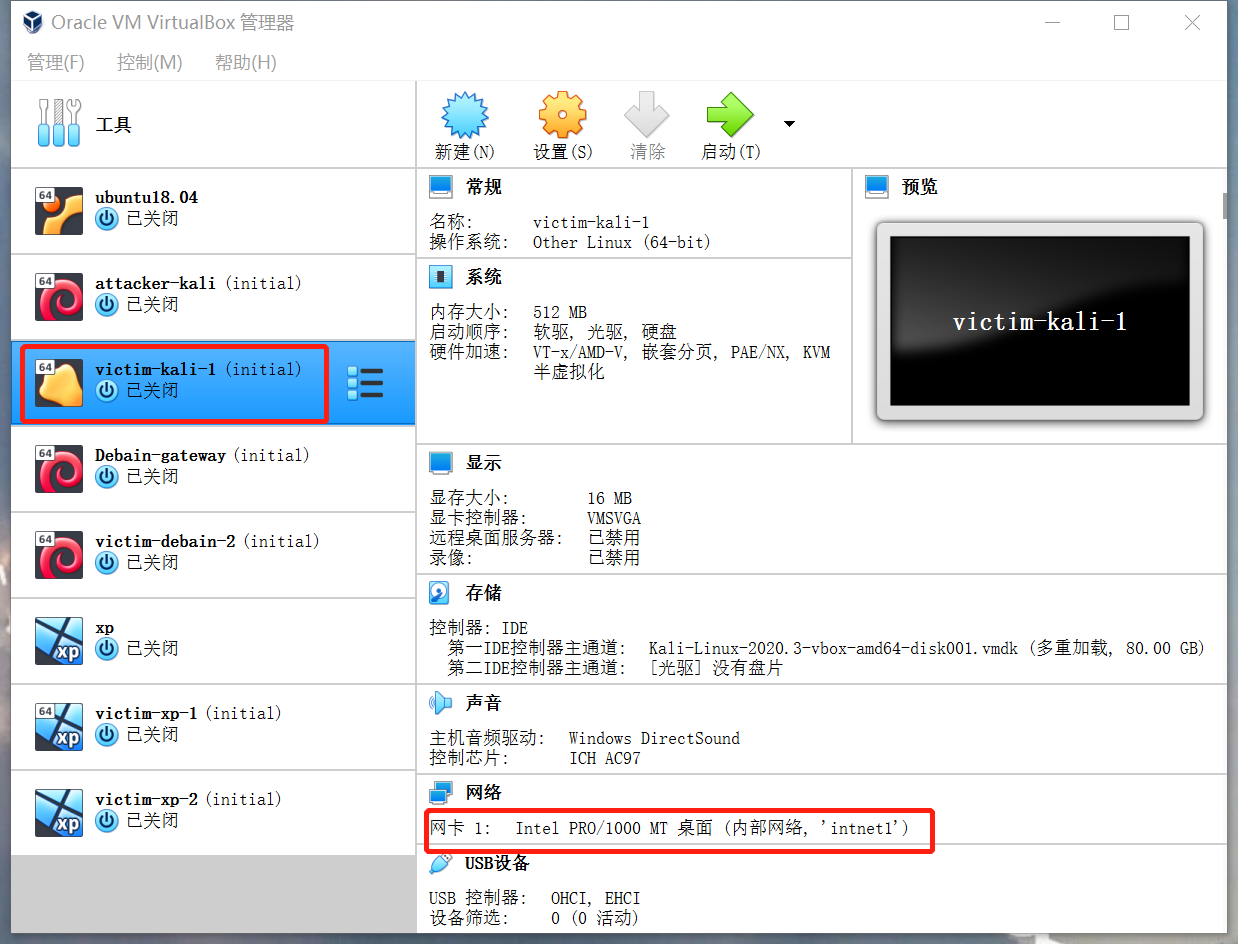 Oracle VM VirtualBox 管理器
管理(F) 控制(M) 帮助(H)
工具
新建(N) 设置(S) 清除 启动(T)
64
ubuntu18.04
已关闭
64
attacker-kali (initial)
已关闭
64
victim-kali-1 (initial)
已关闭
64
Debain-gateway (initial)
已关闭
64
victim-debain-2 (initial)
已关闭
xp
xp
已关闭
64
xp
victim-xp-1 (initial)
已关闭
xp
victim-xp-2 (initial)
已关闭
常规
名称: victim-kali-1
操作系统: Other Linux (64-bit)
系统
内存大小: 512 MB
启动顺序: 软驱, 光驱, 硬盘
硬件加速: VT-x/AMD-V, 嵌套分页, PAE/NX, KVM
半虚拟化
预览
victim-kali-1
显示
显存大小: 16 MB
显卡控制器: VMSVGA
远程桌面服务器: 已禁用
录像: 已禁用
存储
控制器: IDE
第一IDE控制器主通道: Kali-Linux-2020.3-vbox-amd64-disk001.vmdk (多重加载, 80.00 GB)
第二IDE控制器主通道: [光驱] 没有盘片
声音
主机音频驱动: Windows DirectSound
控制芯片: ICH AC97
网络
网卡 1: Intel PRO/1000 MT 桌面 (内部网络, 'intnet1')
USB设备
USB 控制器: OHCI, EHCI
设备筛选: 0 (0 活动)